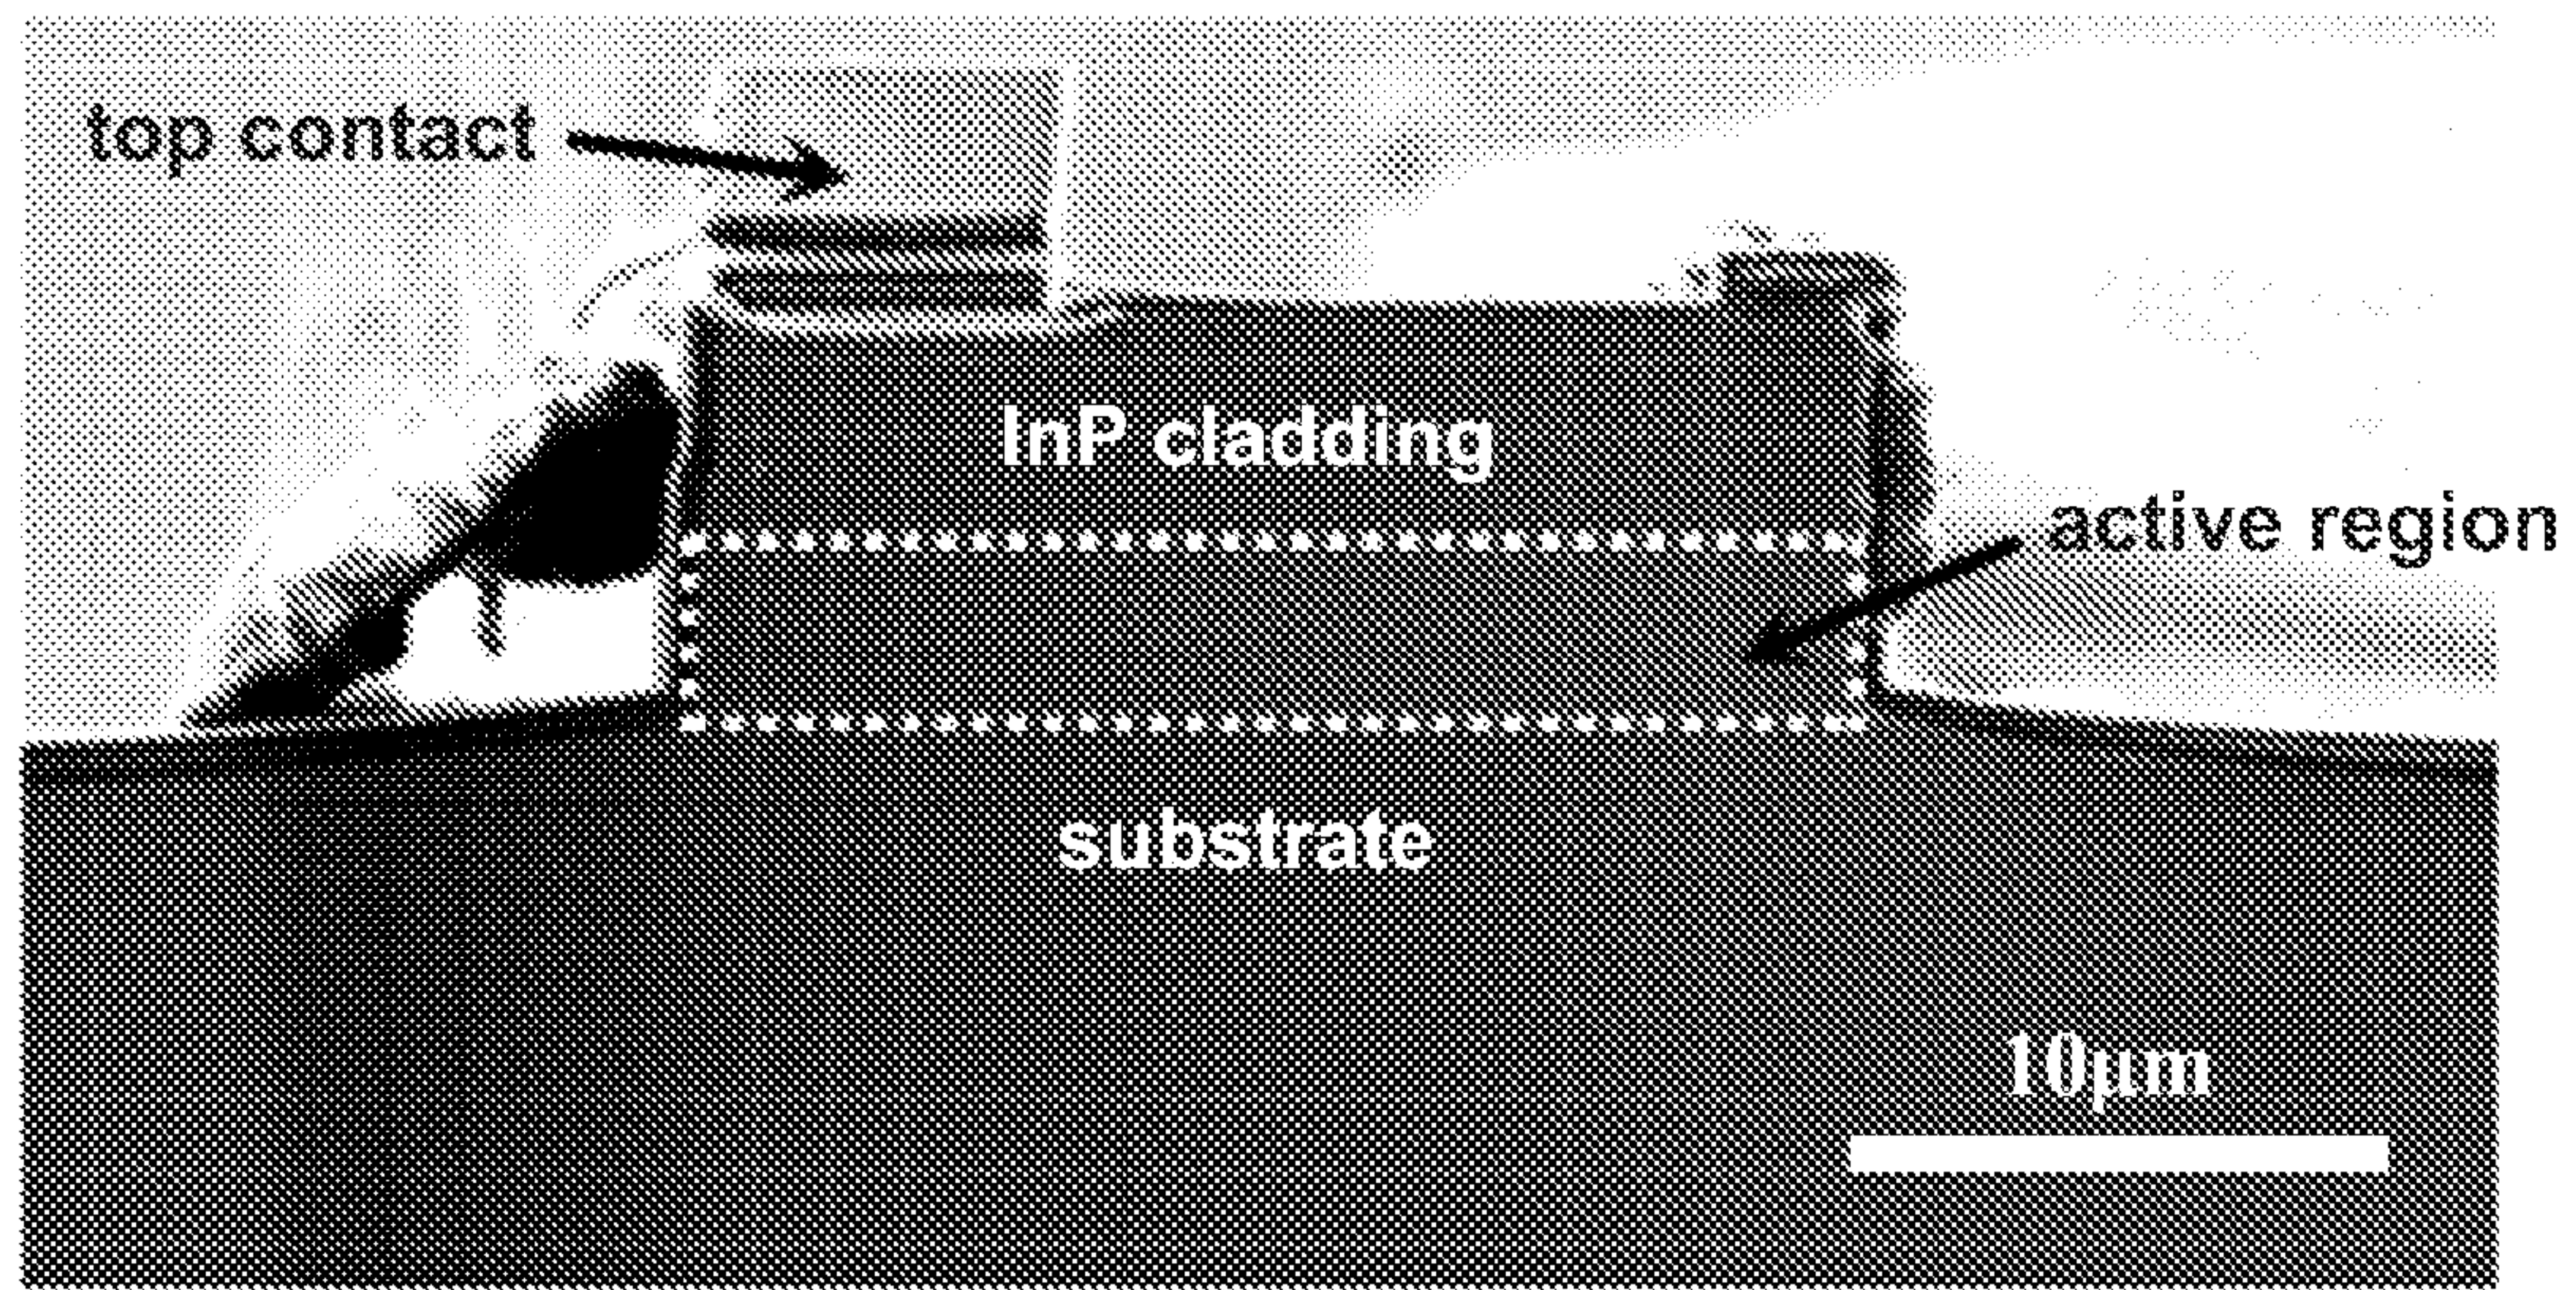 top contact
InP cladding
active region
substrate
10μm